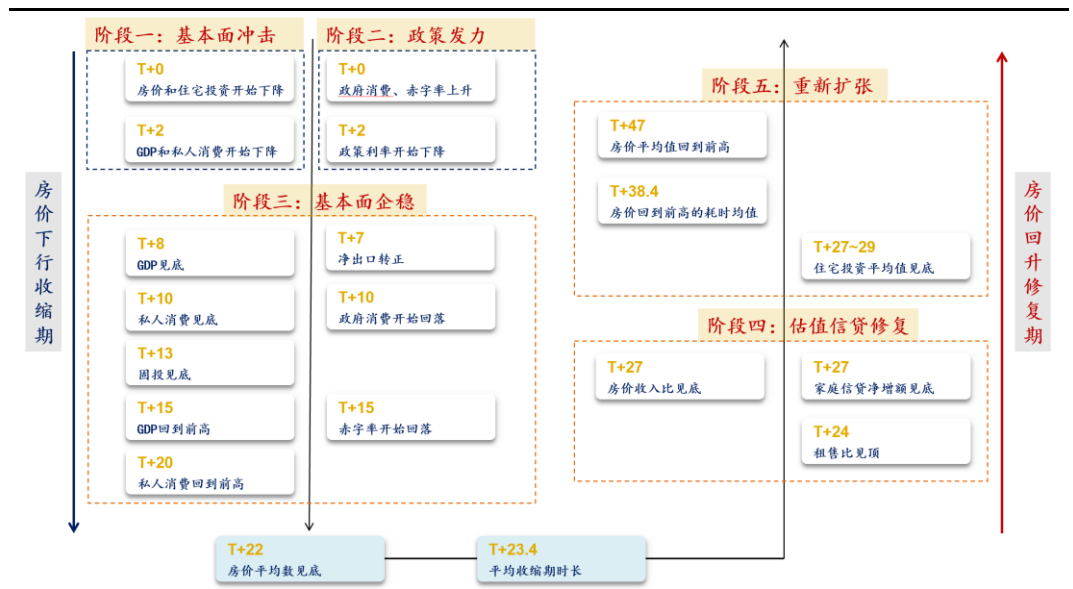 阶段一：基本面冲击
T+0
房价和住宅投资开始下降
T+2
GDP和私人消费开始下降
阶段二：政策发力
T+0
政府消费、赤字率上升
T+2
政策利率开始下降
房价下行收缩期
阶段三：基本面企稳
T+8
GDP见底
T+7
净出口转正
T+10
私人消费见底
T+10
政府消费开始回落
T+13
固投见底
T+15
GDP回到前高
T+15
赤字率开始回落
T+20
私人消费回到前高
T+22
房价平均数见底
T+23.4
平均收缩期时长
阶段五：重新扩张
T+47
房价平均值回到前高
T+38.4
房价回到前高的耗时均值
T+27~29
住宅投资平均值见底
阶段四：估值信贷修复
T+27
房价收入比见底
T+27
家庭信贷净增额见底
T+24
租售比见顶
房价回升修复期